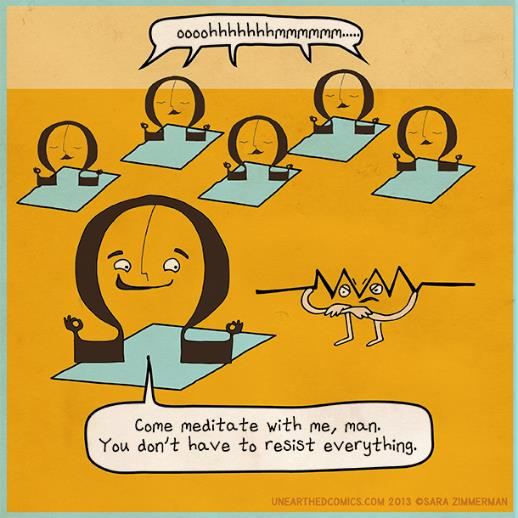 oooohhhhhhhmmmmmm.....
Come meditate with me, man.
You don't have to resist everything.
UNEARTHEDCOMICS.COM 2013 ©SARA ZIMMERMAN